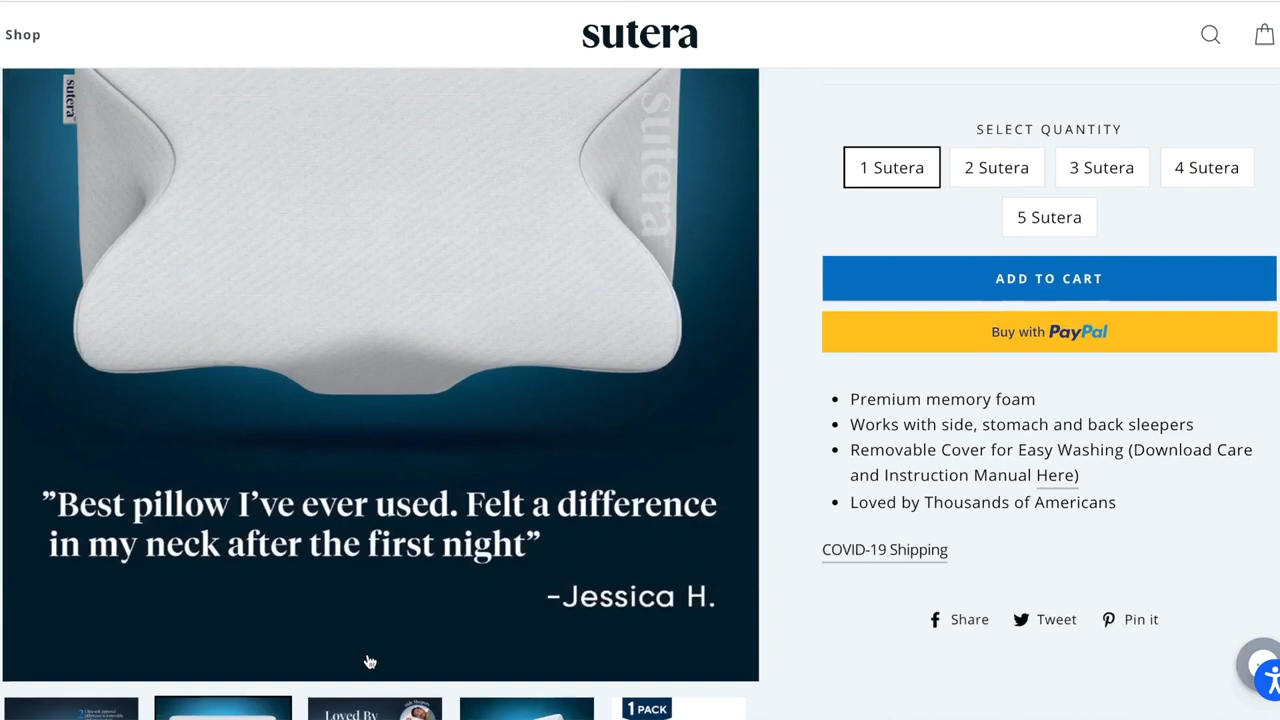 Shop
sutera
sutera
sutera
"Best pillow I've ever used. Felt a difference
in my neck after the first night"
-Jessica H.
SELECT QUANTITY
1 Sutera
2 Sutera
3 Sutera
4 Sutera
5 Sutera
ADD TO CART
Buy with PayPal
Premium memory foam
Works with side, stomach and back sleepers
Removable Cover for Easy Washing (Download Care
and Instruction Manual Here)
Loved by Thousands of Americans
COVID-19 Shipping
Share
Tweet
Pin it
Loved By
1 PACK